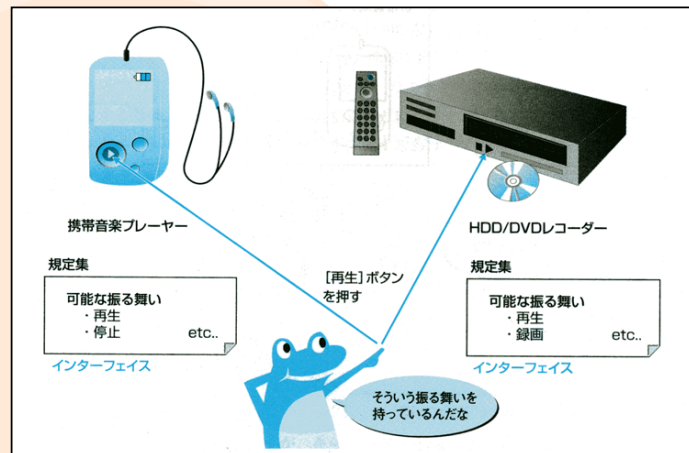 携帯音楽プレーヤー
HDD/DVDレコーダー
規定集
可能な振る舞い
・再生
・停止 etc..
インターフェイス
[再生]ボタン
を押す
規定集
可能な振る舞い
・再生
・録画 etc..
インターフェイス
そういう振る舞いを
持っているんだな